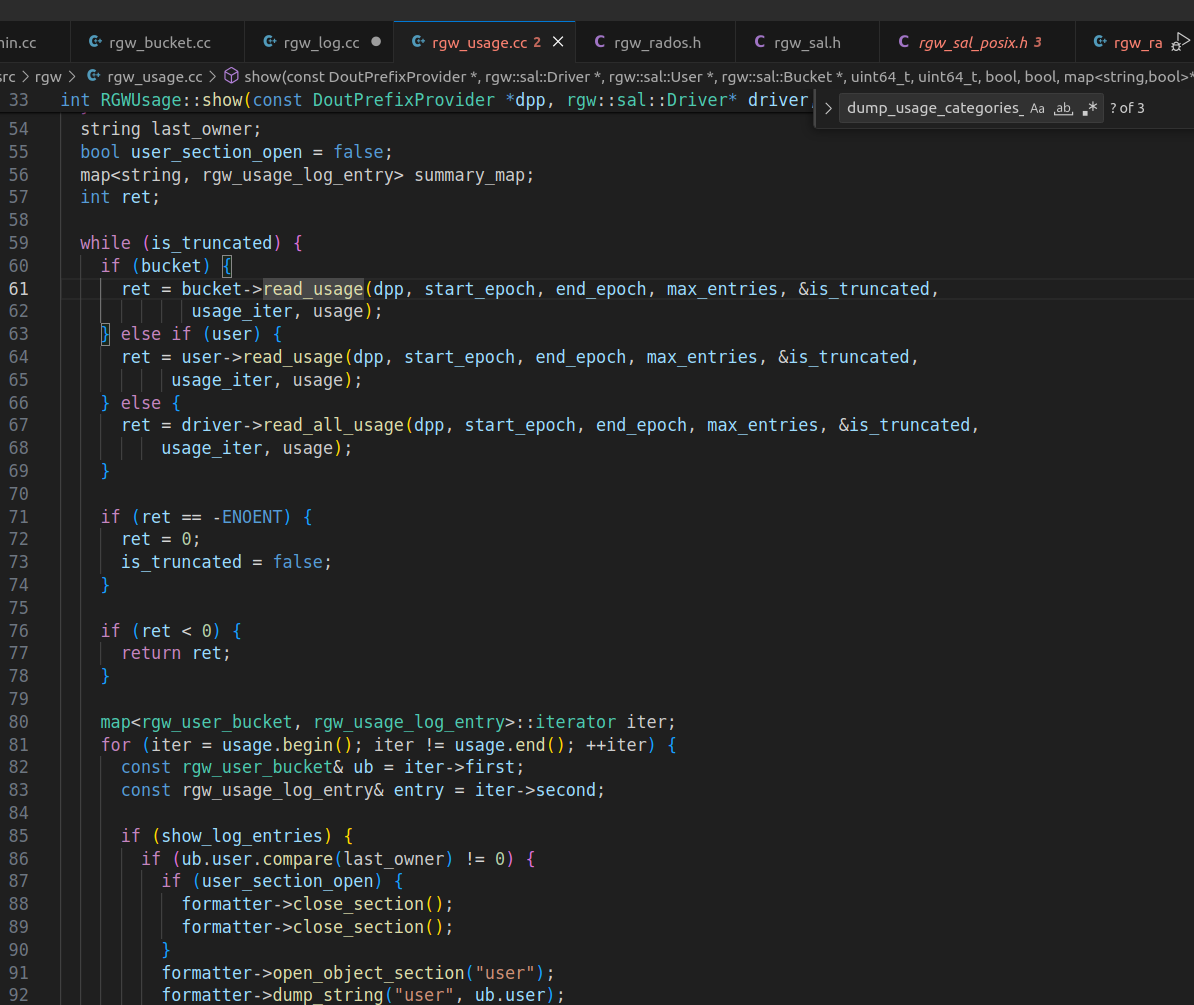 in.cc rgw_bucket.cc rgw_log.cc rgw_usage.cc 2 rgw_rados.h rgw_sal.h rgw_sal_posix.h 3 rgw_ra
src > rgw > rgw_usage.cc > show(const DoutPrefixProvider *, rgw::sal::Driver *, rgw::sal::User *, rgw::sal::Bucket *, uint64_t, uint64_t, bool, bool, map<string,bool>*
33 int RGWUsage::show(const DoutPrefixProvider *dpp, rgw::sal::Driver* driver
dump_usage_categories_ Aa ab .* ? of 3
54 string last_owner;
55 bool user_section_open = false;
56 map<string, rgw_usage_log_entry> summary_map;
57 int ret;
58
59 while (is_truncated) {
60 if (bucket) {
61 ret = bucket->read_usage(dpp, start_epoch, end_epoch, max_entries, &is_truncated,
62 usage_iter, usage);
63 } else if (user) {
64 ret = user->read_usage(dpp, start_epoch, end_epoch, max_entries, &is_truncated,
65 usage_iter, usage);
66 } else {
67 ret = driver->read_all_usage(dpp, start_epoch, end_epoch, max_entries, &is_truncated,
68 usage_iter, usage);
69 }
70
71 if (ret == -ENOENT) {
72 ret = 0;
73 is_truncated = false;
74 }
75
76 if (ret < 0) {
77 return ret;
78 }
79
80 map<rgw_user_bucket, rgw_usage_log_entry>::iterator iter;
81 for (iter = usage.begin(); iter != usage.end(); ++iter) {
82 const rgw_user_bucket& ub = iter->first;
83 const rgw_usage_log_entry& entry = iter->second;
84
85 if (show_log_entries) {
86 if (ub.user.compare(last_owner) != 0) {
87 if (user_section_open) {
88 formatter->close_section();
89 formatter->close_section();
90 }
91 formatter->open_object_section("user");
92 formatter->dump_string("user", ub.user);